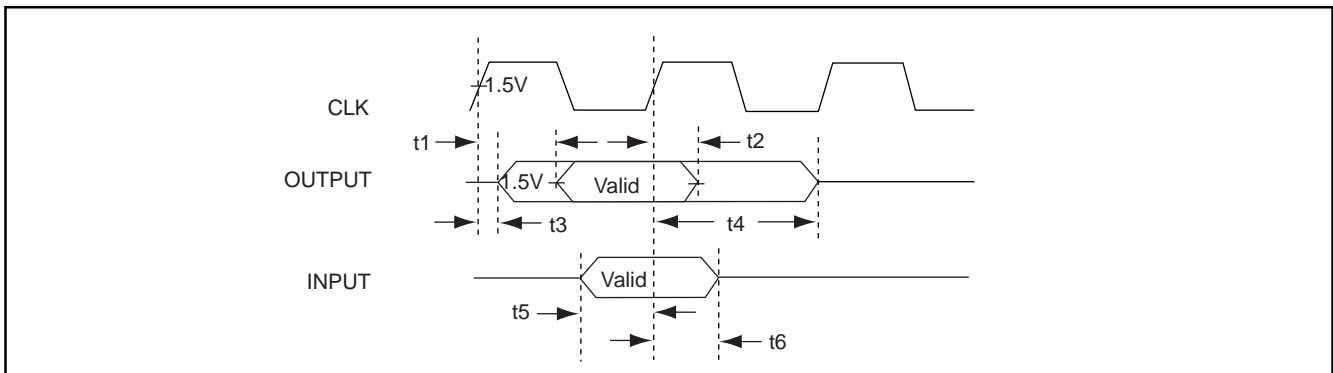 1.5V
CLK
t1
t2
OUTPUT
1.5V
Valid
t3
t4
INPUT
Valid
t5
t6